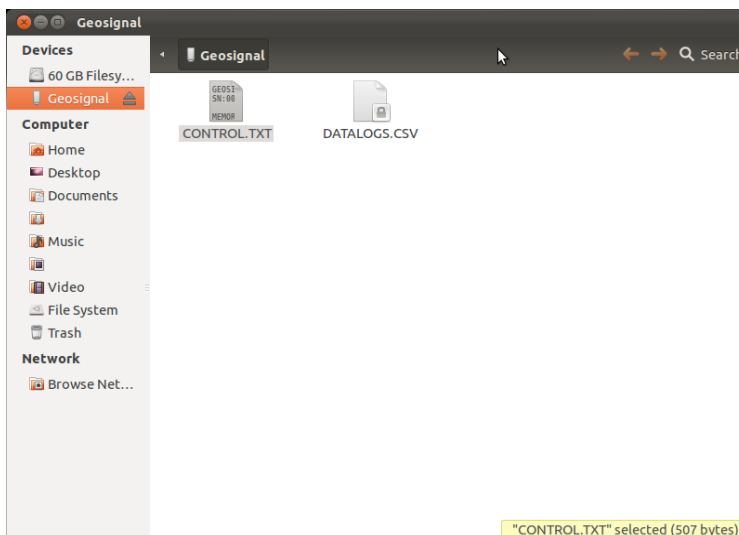 Geosignal
Devices
60 GB Filesy...
Geosignal
Computer
Home
Desktop
Documents
Music
Video
File System
Trash
Network
Browse Net...
Geosignal
Search
GEOSI
SN:00
MEMOR
CONTROL.TXT
DATALOGS.CSV
"CONTROL.TXT" selected (507 bytes)